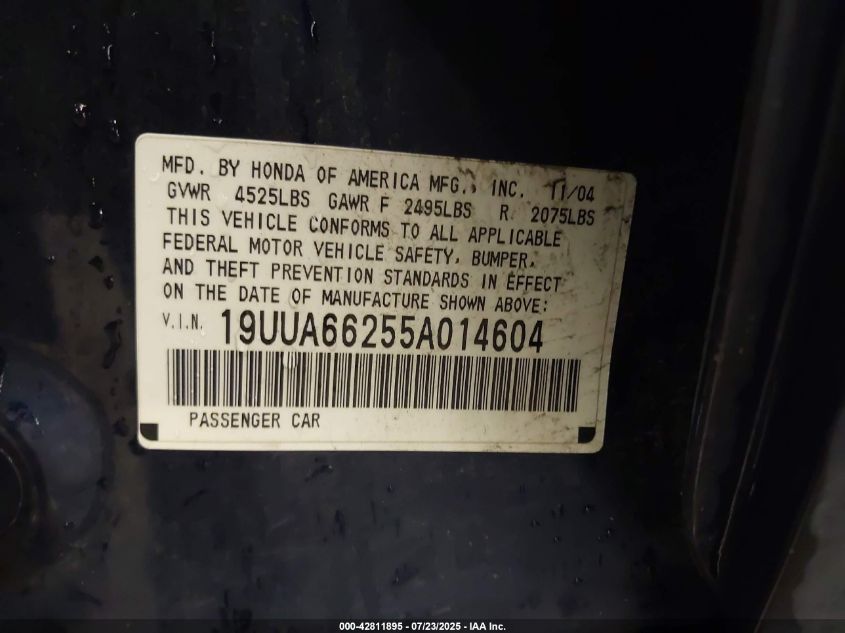 MFD. BY HONDA OF AMERICA MFG., INC. 11/04
GVWR 4525LBS GAWR F 2495LBS R 2075LBS
THIS VEHICLE CONFORMS TO ALL APPLICABLE
FEDERAL MOTOR VEHICLE SAFETY, BUMPER,
AND THEFT PREVENTION STANDARDS IN EFFECT
ON THE DATE OF MANUFACTURE SHOWN ABOVE:
V.I.N. 19UUA66255A014604
PASSENGER CAR
000-42811895 - 07/23/2025 - IAA Inc.